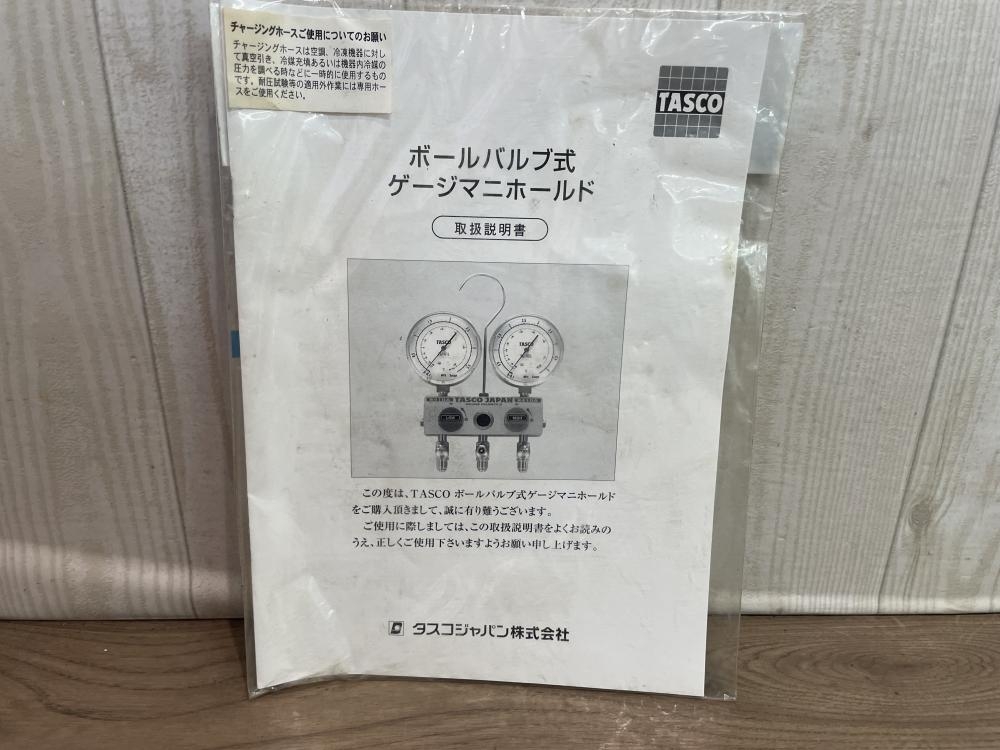 チャージングホースご使用についてのお願い
チャージングホースは空調、冷凍機器に対し
て真空引き、冷媒充填あるいは機器内冷媒の
圧力を調べる時などに一時的に使用するもの
です。耐圧試験等の適用外作業には専用ホー
スをご使用ください。
TASCO
ボールバルブ式
ゲージマニホールド
取扱説明書
TASCO
TASCO
TASCO JAPAN
LOW
HIGH
この度は、TASCO ボールバルブ式ゲージマニホールド
をご購入頂きまして、誠に有り難うございます。
ご使用に際しましては、この取扱説明書をよくお読みの
うえ、正しくご使用下さいますようお願い申し上げます。
タスコジャパン株式会社